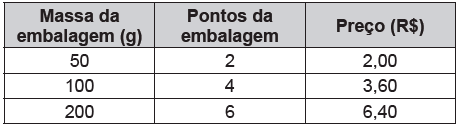 Massa da embalagem (g) Pontos da embalagem Preço (R$)
50 2 2,00
100 4 3,60
200 6 6,40